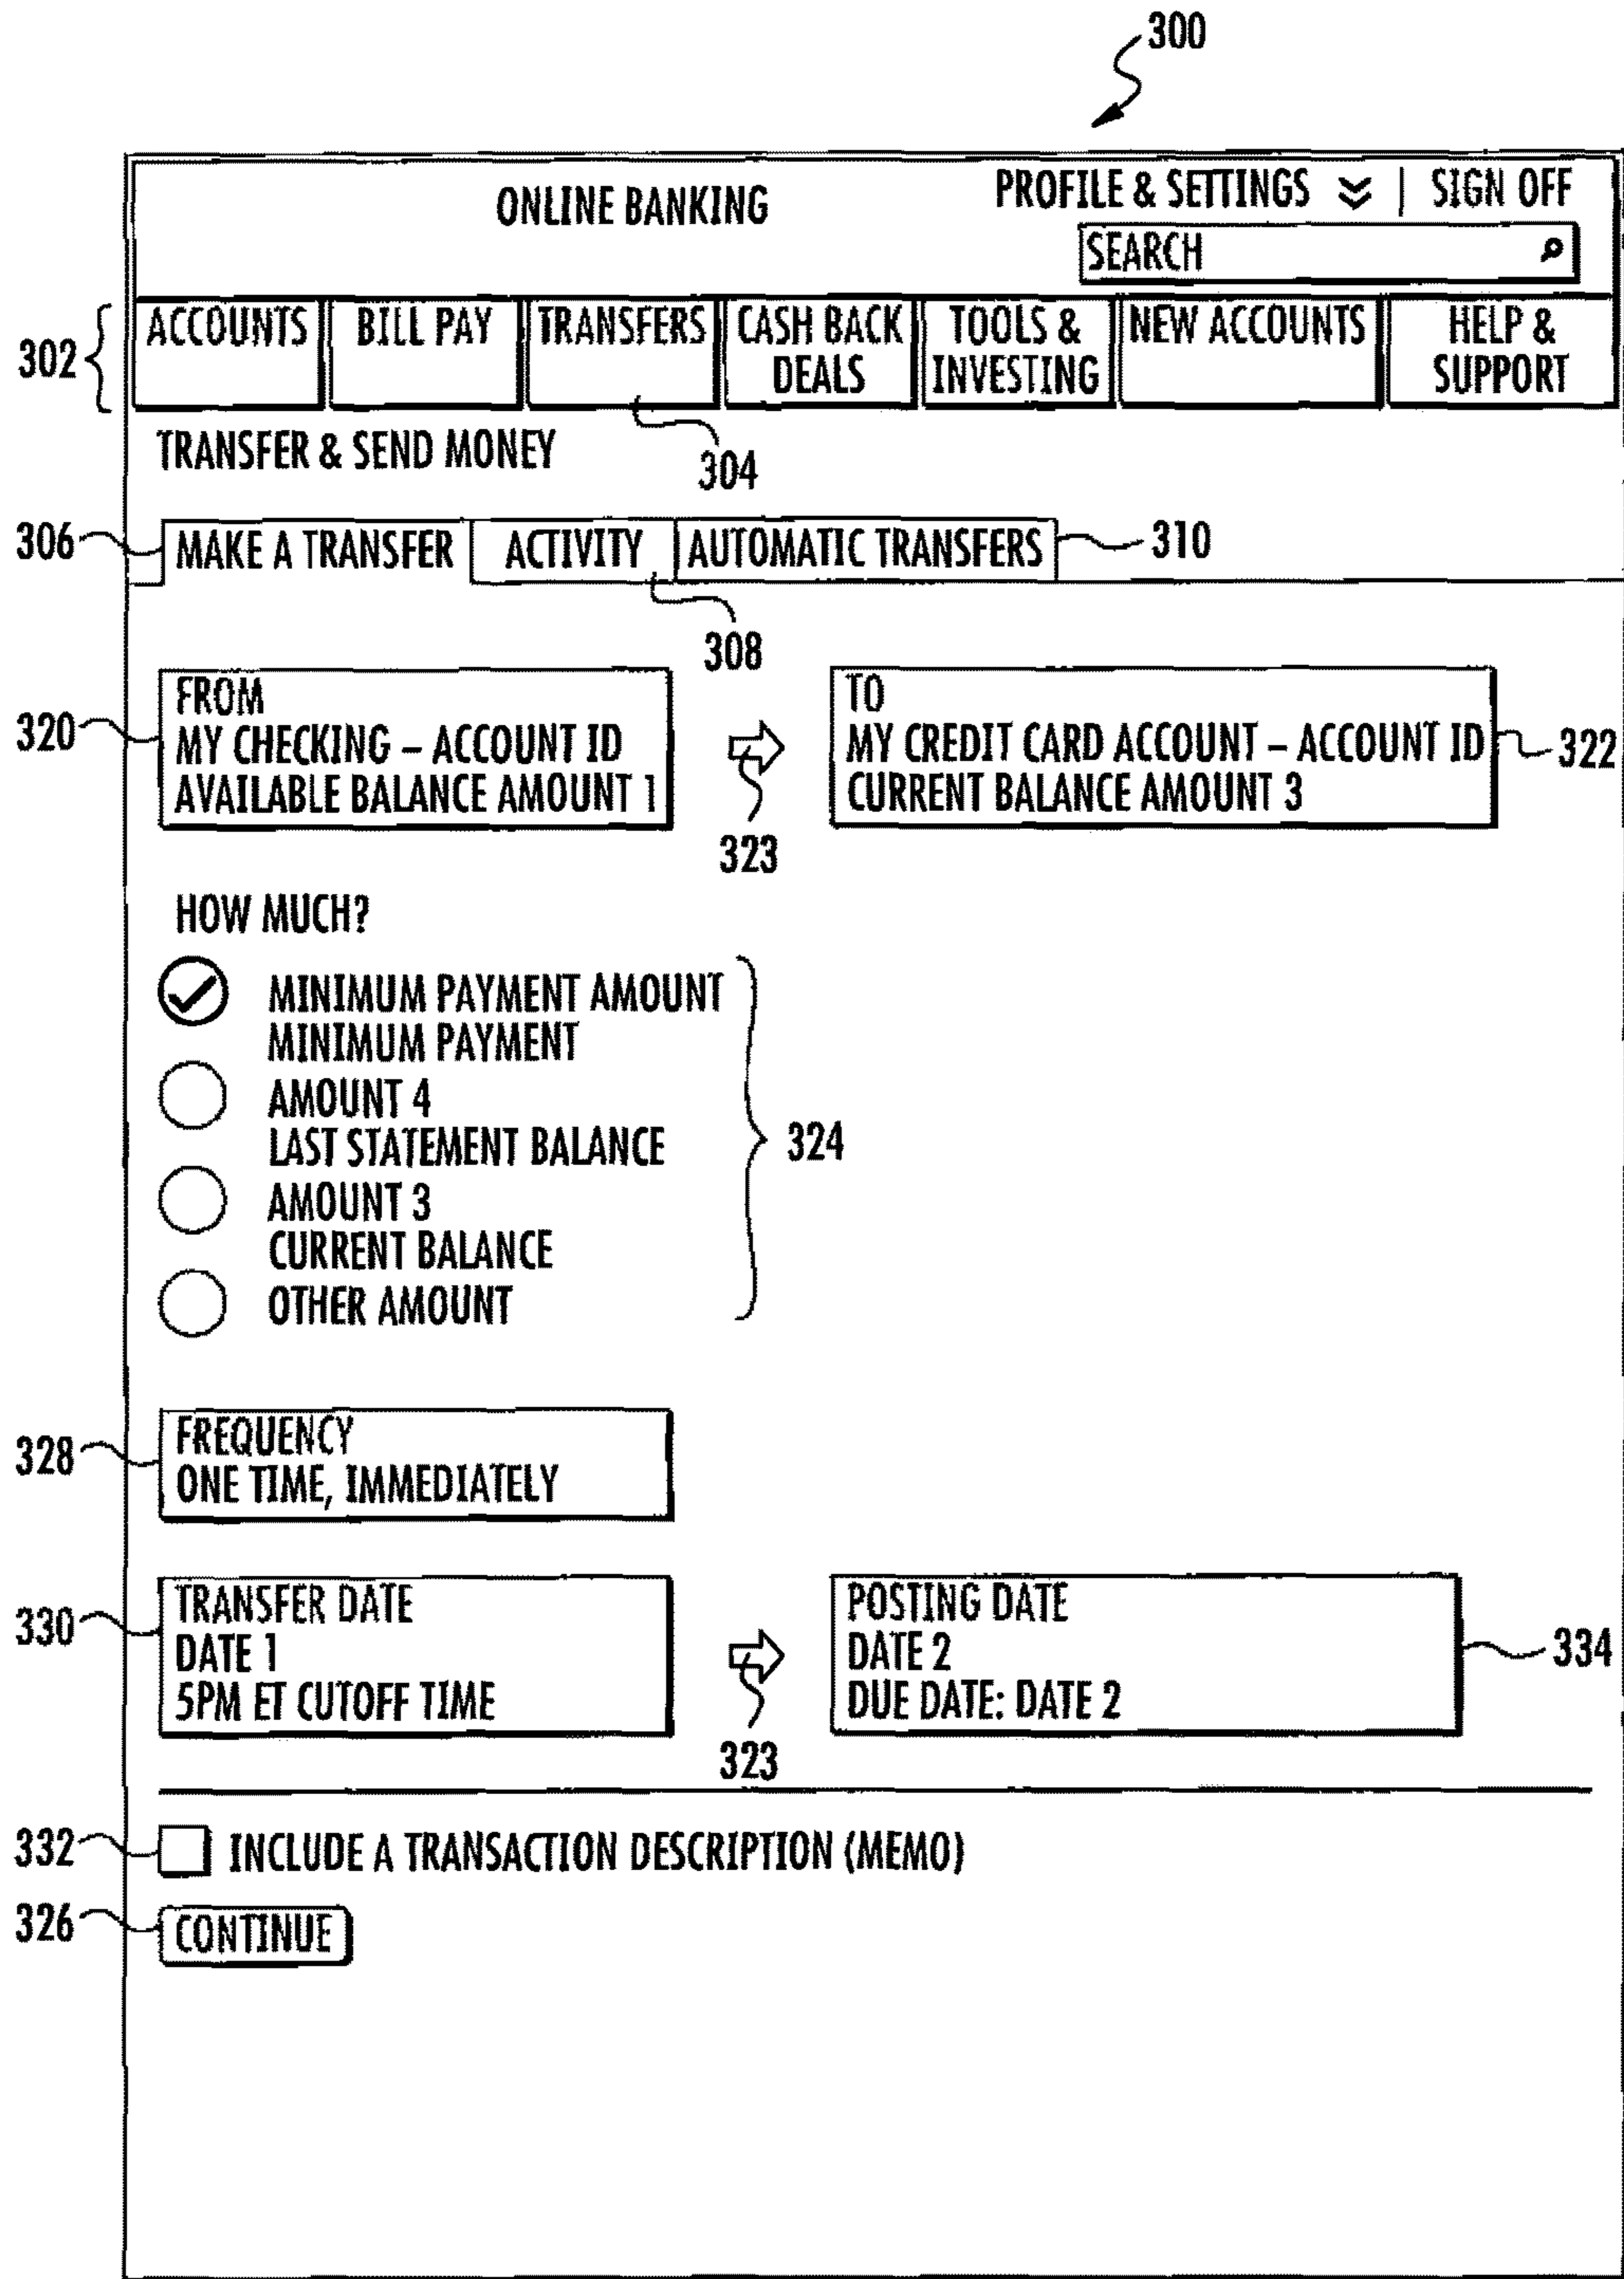 300
ONLINE BANKING
PROFILE & SETTINGS | SIGN OFF
SEARCH
302
ACCOUNTS
BILL PAY
TRANSFERS
CASH BACK
DEALS
TOOLS &
INVESTING
NEW ACCOUNTS
HELP &
SUPPORT
TRANSFER & SEND MONEY
304
306
MAKE A TRANSFER
ACTIVITY
AUTOMATIC TRANSFERS
310
308
320
FROM
MY CHECKING – ACCOUNT ID
AVAILABLE BALANCE AMOUNT 1
323
TO
MY CREDIT CARD ACCOUNT – ACCOUNT ID
CURRENT BALANCE AMOUNT 3
322
HOW MUCH?
MINIMUM PAYMENT AMOUNT
MINIMUM PAYMENT
AMOUNT 4
LAST STATEMENT BALANCE
AMOUNT 3
CURRENT BALANCE
OTHER AMOUNT
324
328
FREQUENCY
ONE TIME, IMMEDIATELY
330
TRANSFER DATE
DATE 1
5PM ET CUTOFF TIME
323
POSTING DATE
DATE 2
DUE DATE: DATE 2
334
332
INCLUDE A TRANSACTION DESCRIPTION (MEMO)
326
CONTINUE